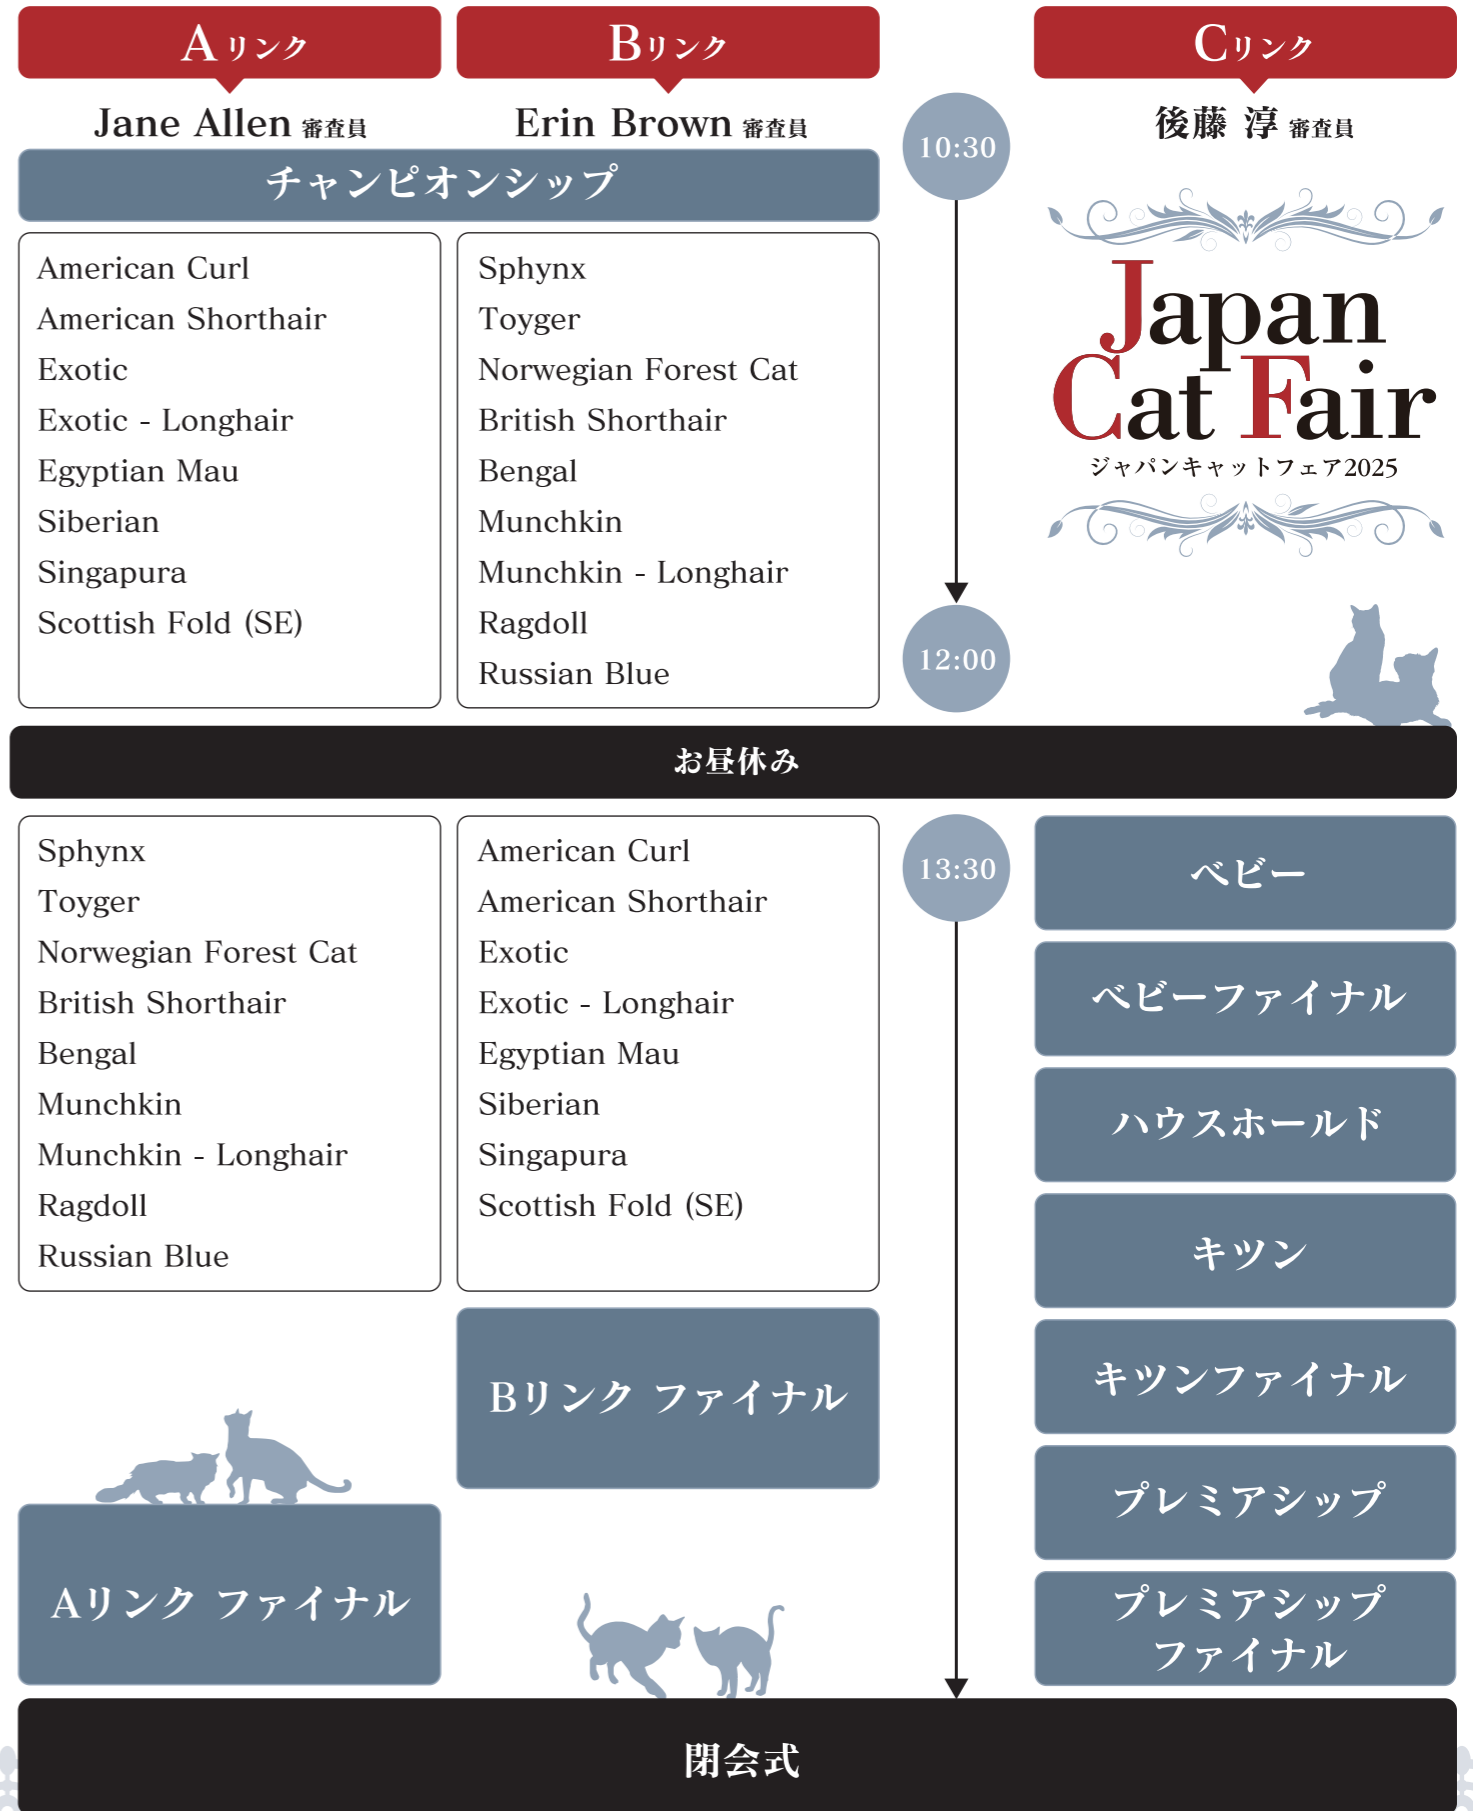 Aリンク
Bリンク
Cリンク
Jane Allen 審査員
Erin Brown 審査員
10:30
後藤 淳 審査員
チャンピオンシップ
American Curl
American Shorthair
Exotic
Exotic - Longhair
Egyptian Mau
Siberian
Singapura
Scottish Fold (SE)
Sphynx
Toyger
Norwegian Forest Cat
British Shorthair
Bengal
Munchkin
Munchkin - Longhair
Ragdoll
Russian Blue
Japan
Cat Fair
ジャパンキャットフェア2025
12:00
お昼休み
Sphynx
Toyger
Norwegian Forest Cat
British Shorthair
Bengal
Munchkin
Munchkin - Longhair
Ragdoll
Russian Blue
American Curl
American Shorthair
Exotic
Exotic - Longhair
Egyptian Mau
Siberian
Singapura
Scottish Fold (SE)
13:30
ベビー
ベビーファイナル
ハウスホールド
キツン
キツンファイナル
プレミアシップ
プレミアシップ
ファイナル
Bリンク ファイナル
Aリンク ファイナル
閉会式